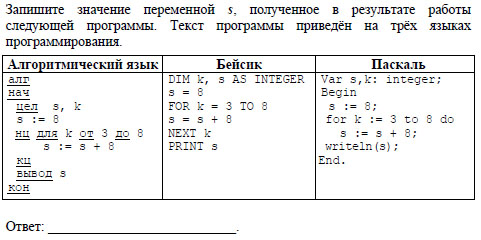 Запишите значение переменной s, полученное в результате работы
следующей программы. Текст программы приведён на трёх языках
программирования.
Алгоритмический язык
алг
нач
цел s, k
s := 8
нц для k от 3 до 8
s := s + 8
кц
вывод s
кон
Бейсик
DIM k, s AS INTEGER
s = 8
FOR k = 3 TO 8
s = s + 8
NEXT k
PRINT s
Паскаль
Var s,k: integer;
Begin
s := 8;
for k := 3 to 8 do
s := s + 8;
writeln(s);
End.
Ответ: ____________________________.